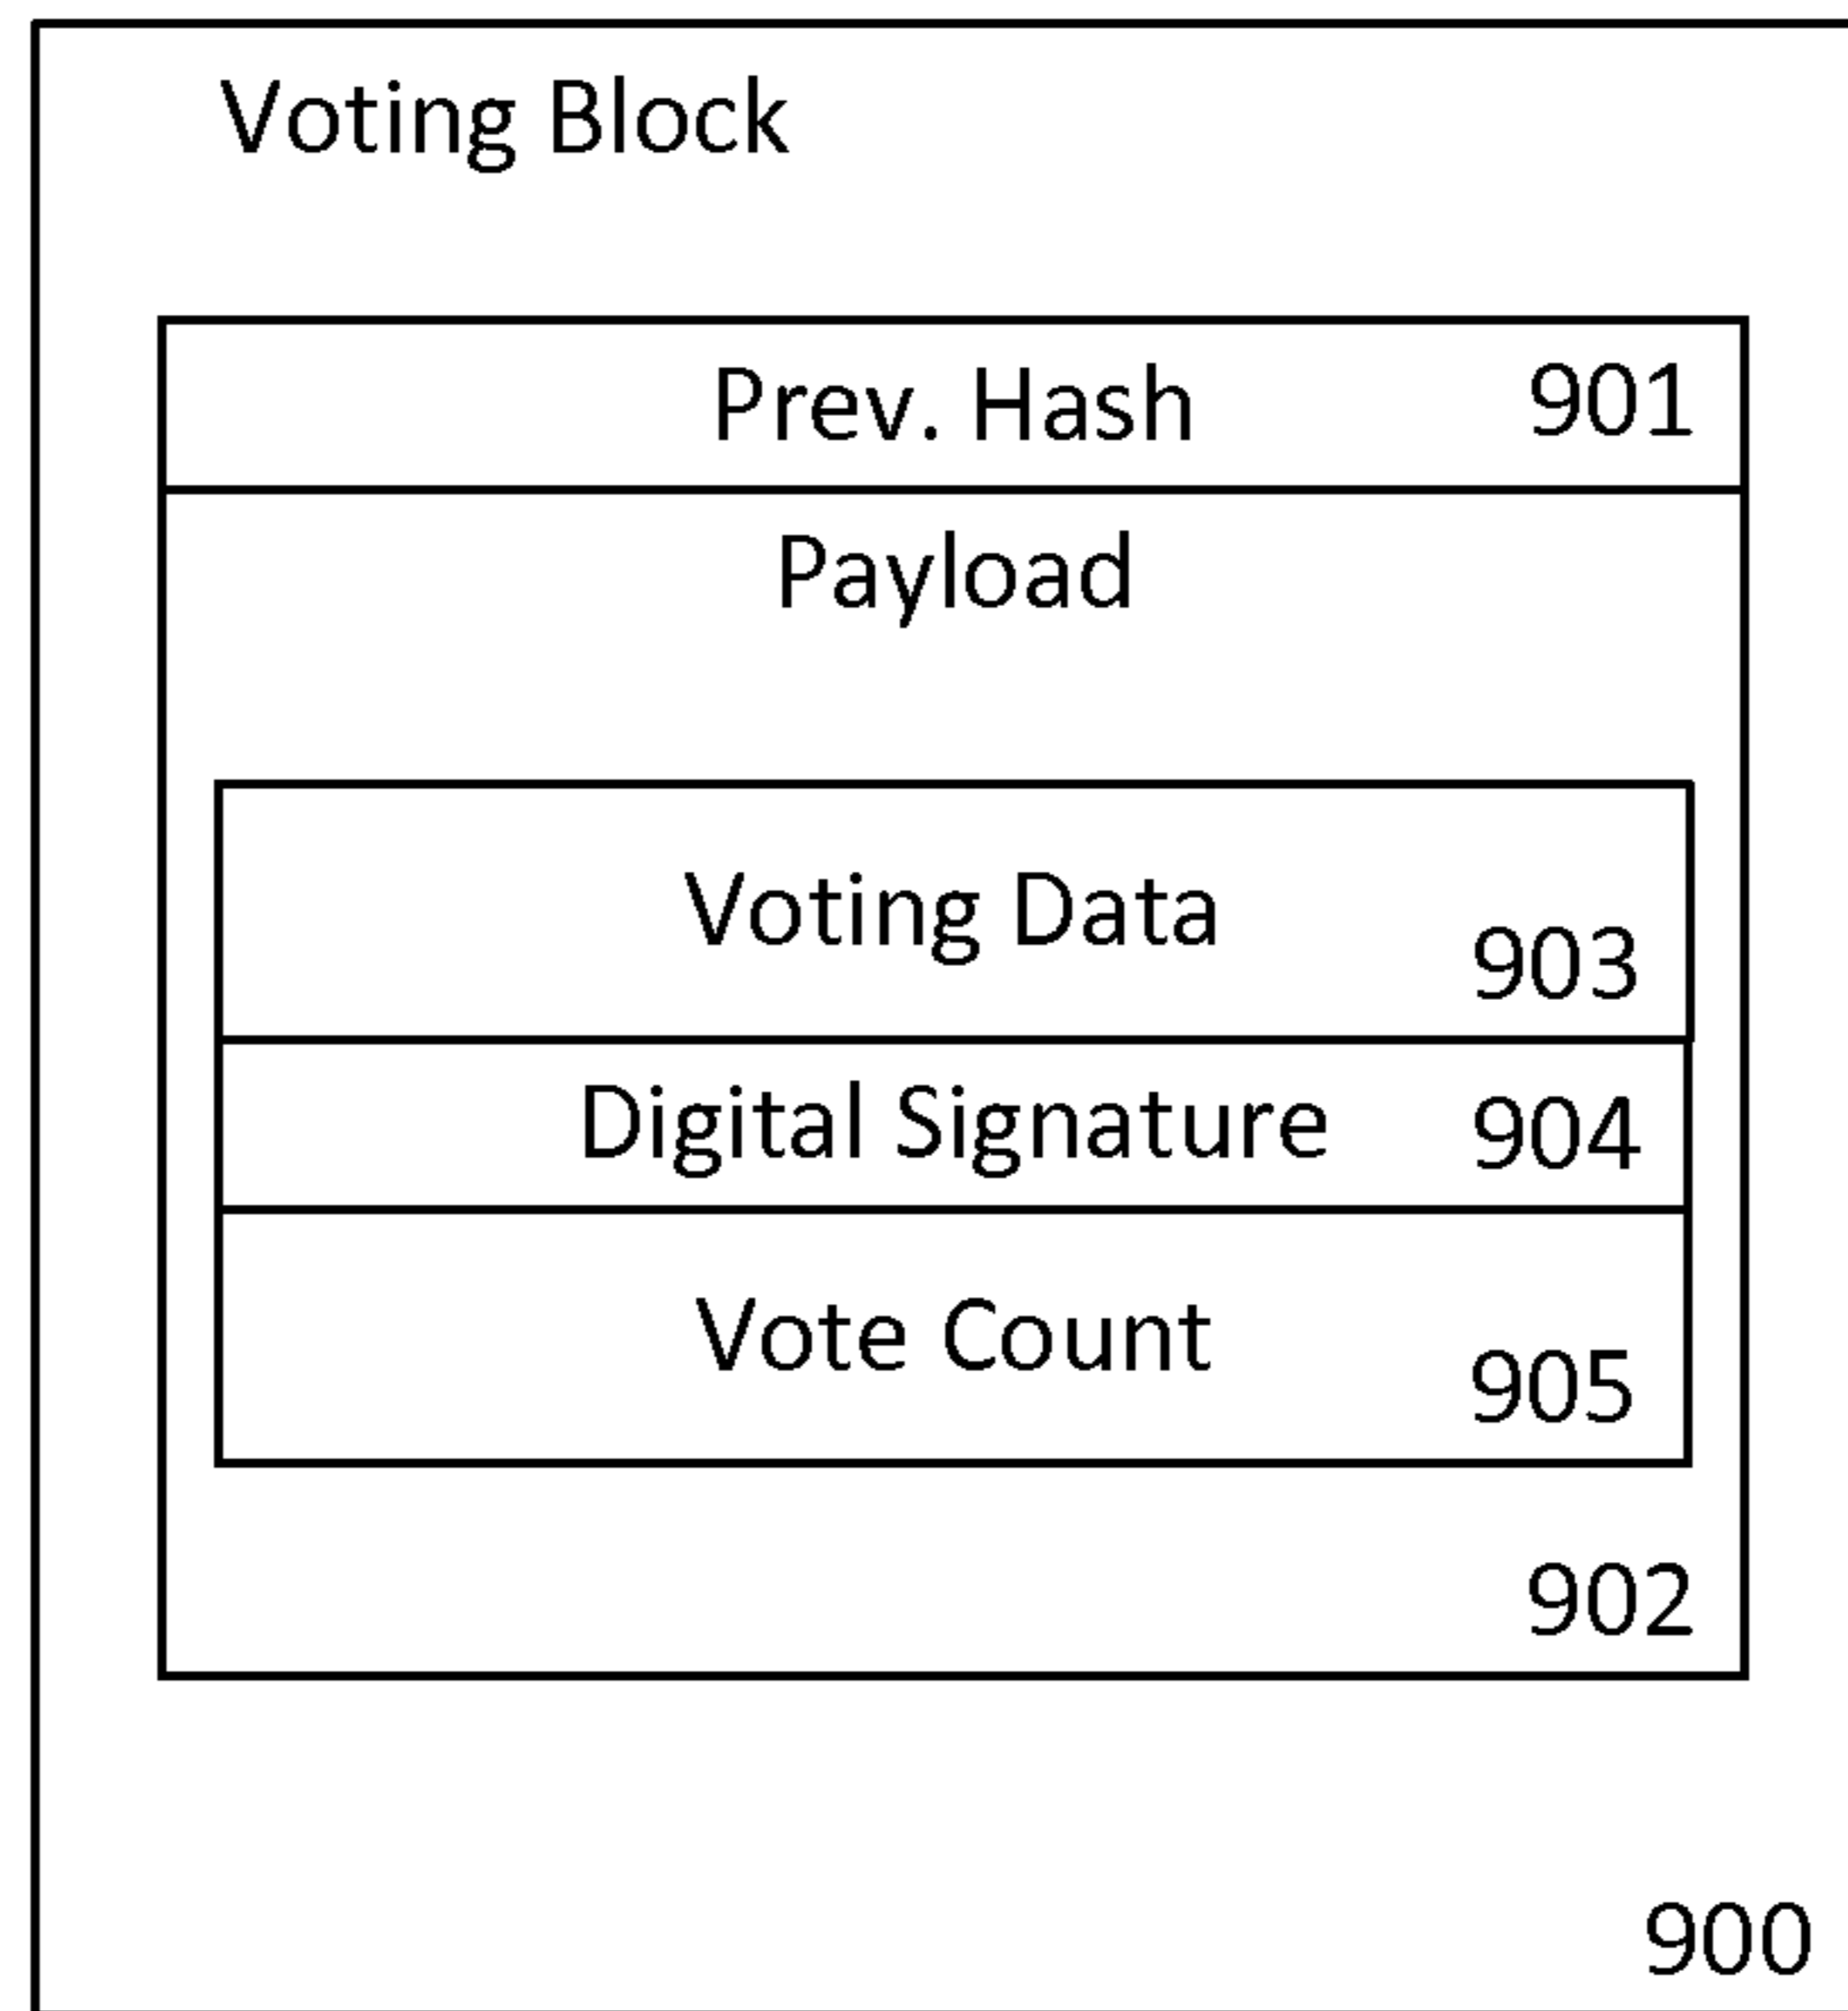 Voting Block
Prev. Hash 901
Payload
Voting Data
903
Digital Signature 904
Vote Count
905
902
900